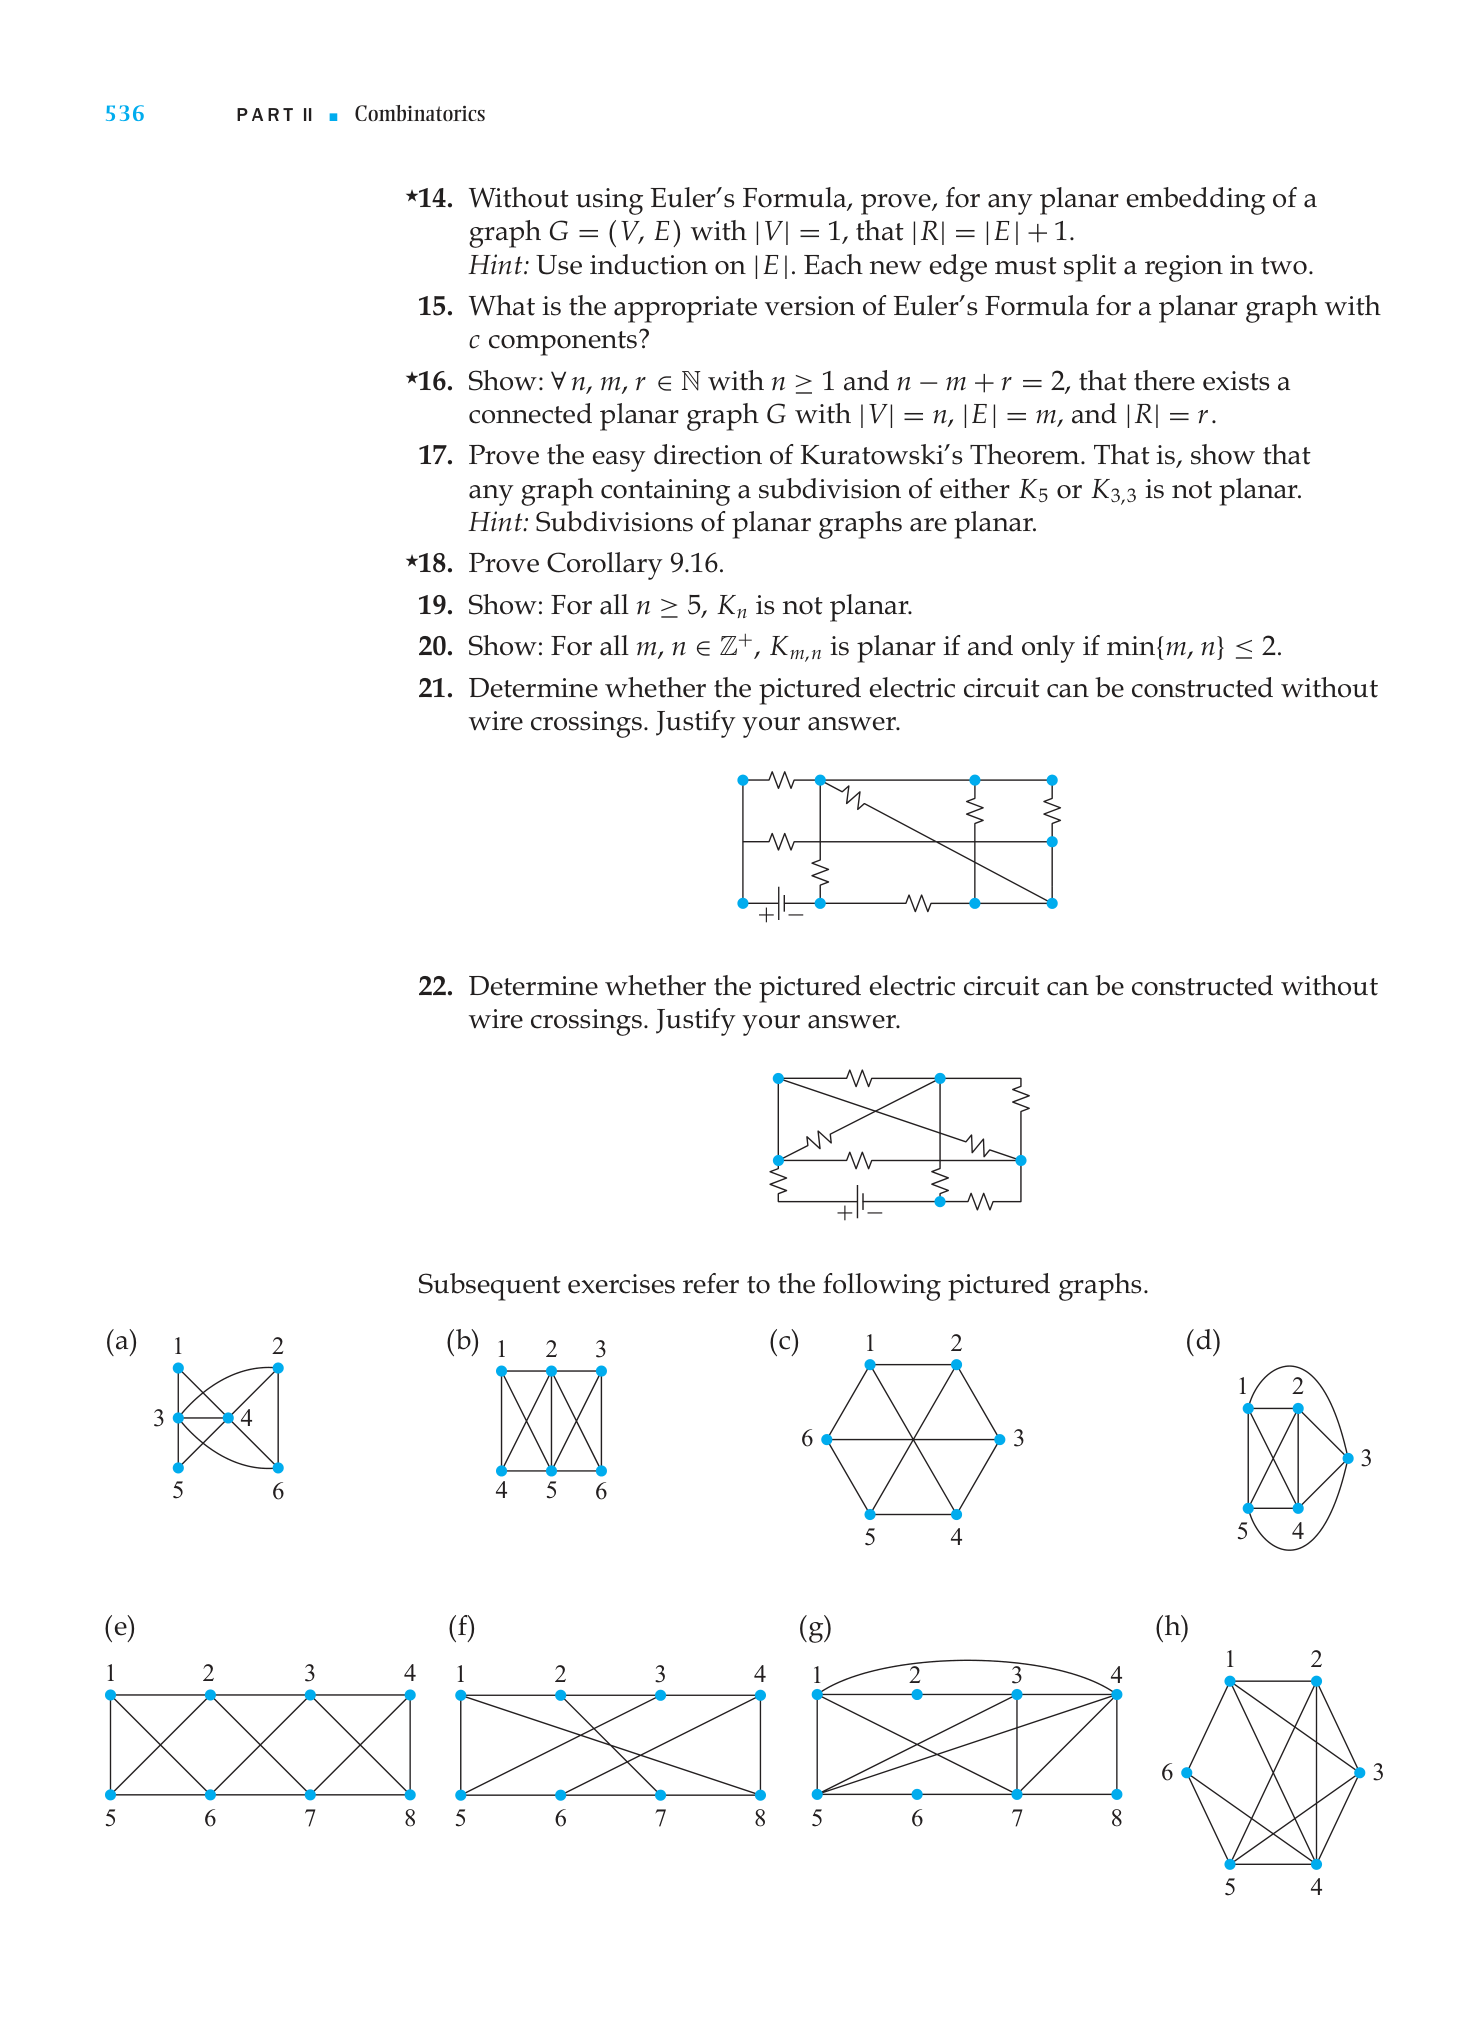 536 PART II ■ Combinatorics
★14. Without using Euler’s Formula, prove, for any planar embedding of a
graph G = (V, E) with |V| = 1, that |R| = |E| + 1.
Hint: Use induction on |E|. Each new edge must split a region in two.
15. What is the appropriate version of Euler’s Formula for a planar graph with
c components?
★16. Show: ∀ n, m, r ∈ ℕ with n ≥ 1 and n − m + r = 2, that there exists a
connected planar graph G with |V| = n, |E| = m, and |R| = r.
17. Prove the easy direction of Kuratowski’s Theorem. That is, show that
any graph containing a subdivision of either K₅ or K₃,₃ is not planar.
Hint: Subdivisions of planar graphs are planar.
★18. Prove Corollary 9.16.
19. Show: For all n ≥ 5, Kₙ is not planar.
20. Show: For all m, n ∈ ℤ⁺, Kₘ,ₙ is planar if and only if min{m, n} ≤ 2.
21. Determine whether the pictured electric circuit can be constructed without
wire crossings. Justify your answer.
+ −
22. Determine whether the pictured electric circuit can be constructed without
wire crossings. Justify your answer.
+ −
Subsequent exercises refer to the following pictured graphs.
(a) 1 2
3 4
5 6
(b) 1 2 3
4 5 6
(c) 1 2
6 3
5 4
(d)
1 2
3
5 4
(e)
1 2 3 4
5 6 7 8
(f)
1 2 3 4
5 6 7 8
(g)
1 2 3 4
5 6 7 8
(h)
1 2
6 3
5 4